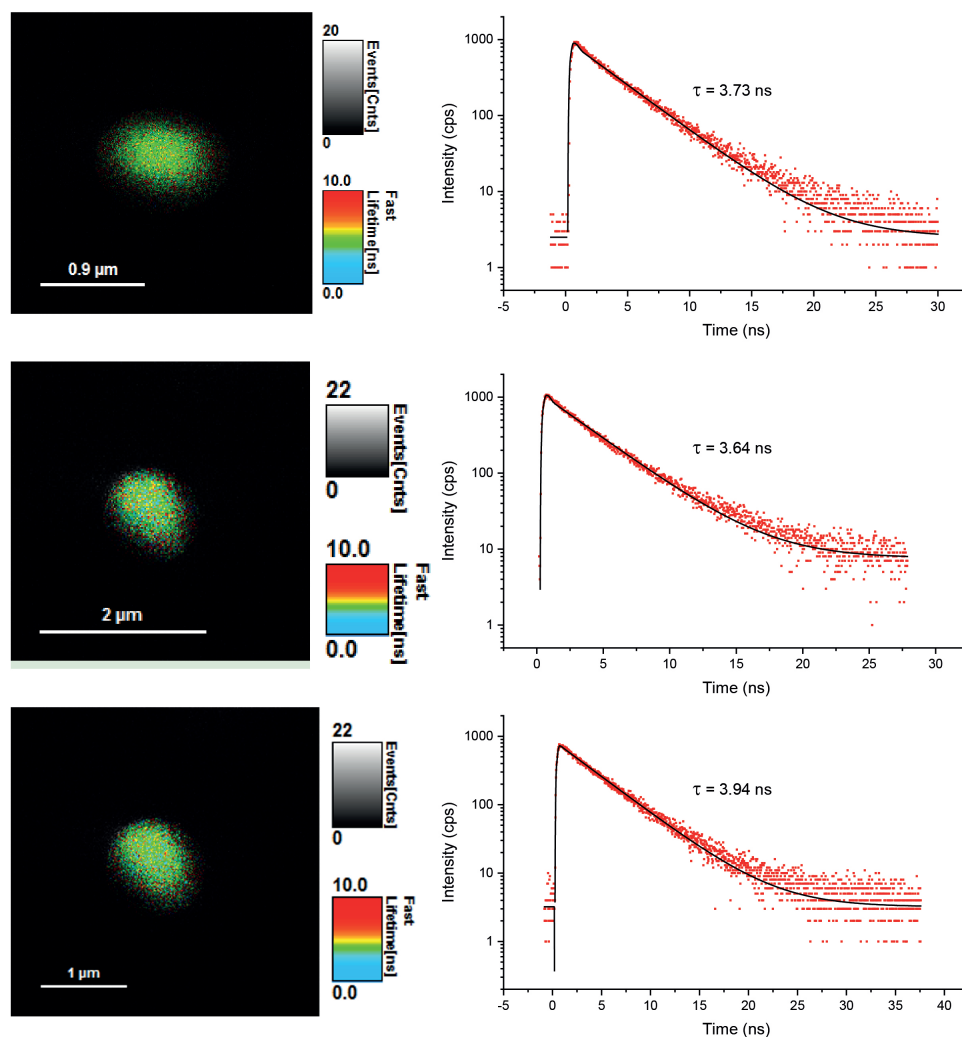 20
Events[Cnts]
0
10.0
Fast
Lifetime[ns]
0.0
0.9 µm
1000
100
10
1
Intensity (cps)
τ = 3.73 ns
-5 0 5 10 15 20 25 30
Time (ns)
22
Events[Cnts]
0
10.0
Fast
Lifetime[ns]
0.0
2 µm
1000
100
10
1
Intensity (cps)
τ = 3.64 ns
0 5 10 15 20 25 30
Time (ns)
22
Events[Cnts]
0
10.0
Fast
Lifetime[ns]
0.0
1 µm
1000
100
10
1
Intensity (cps)
τ = 3.94 ns
-5 0 5 10 15 20 25 30 35 40
Time (ns)